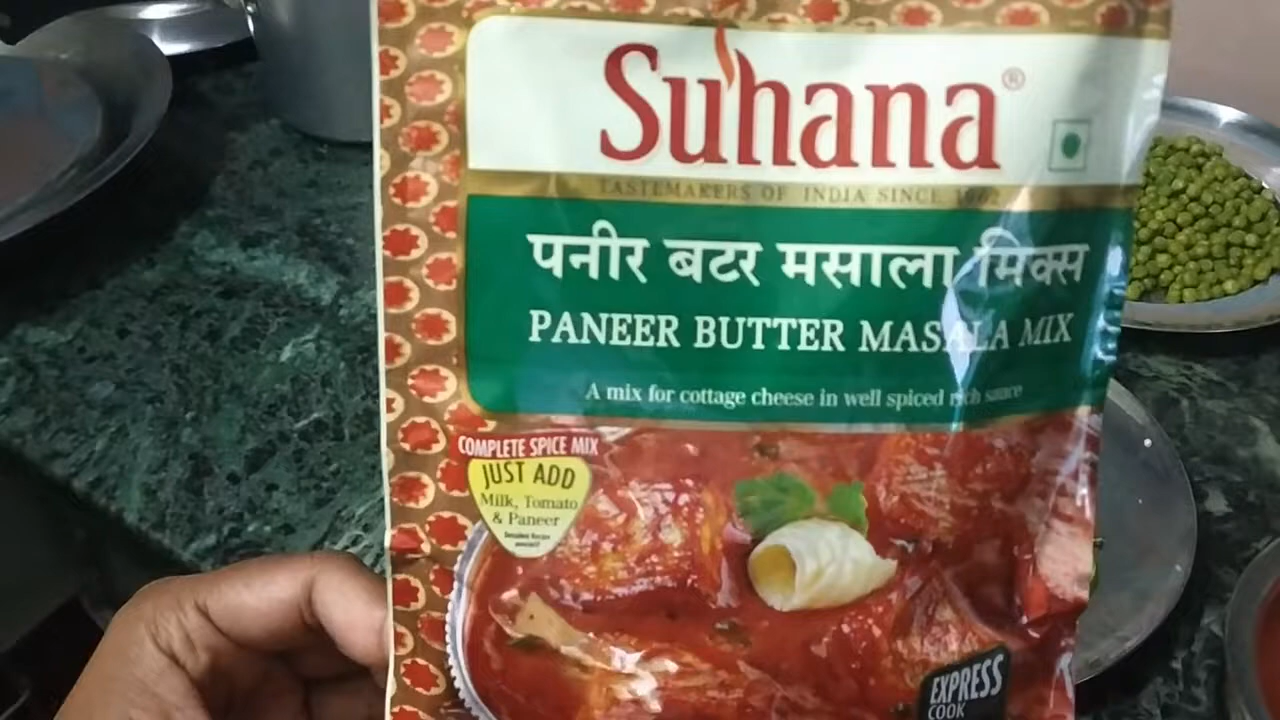 Suhana®
TASTEMAKERS OF INDIA SINCE 1962
पनीर बटर मसाला मिक्स
PANEER BUTTER MASALA MIX
A mix for cottage cheese in well spiced rich sauce
COMPLETE SPICE MIX
JUST ADD
Milk, Tomato
& Paneer
EXPRESS
COOK